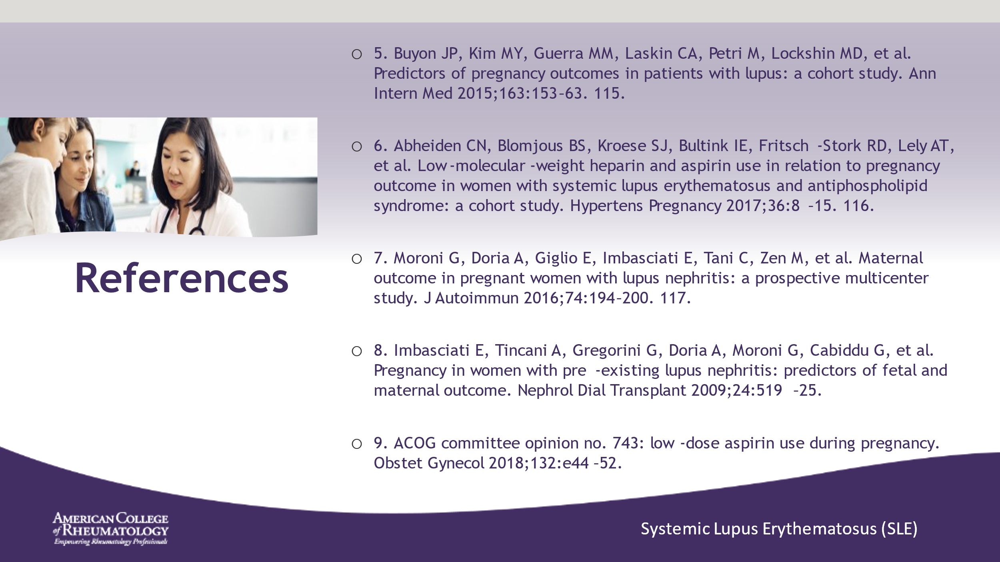 5. Buyon JP, Kim MY, Guerra MM, Laskin CA, Petri M, Lockshin MD, et al.
Predictors of pregnancy outcomes in patients with lupus: a cohort study. Ann
Intern Med 2015;163:153–63. 115.
6. Abheiden CN, Blomjous BS, Kroese SJ, Bultink IE, Fritsch -Stork RD, Lely AT,
et al. Low -molecular -weight heparin and aspirin use in relation to pregnancy
outcome in women with systemic lupus erythematosus and antiphospholipid
syndrome: a cohort study. Hypertens Pregnancy 2017;36:8 –15. 116.
7. Moroni G, Doria A, Giglio E, Imbasciati E, Tani C, Zen M, et al. Maternal
outcome in pregnant women with lupus nephritis: a prospective multicenter
study. J Autoimmun 2016;74:194–200. 117.
8. Imbasciati E, Tincani A, Gregorini G, Doria A, Moroni G, Cabiddu G, et al.
Pregnancy in women with pre -existing lupus nephritis: predictors of fetal and
maternal outcome. Nephrol Dial Transplant 2009;24:519 –25.
9. ACOG committee opinion no. 743: low -dose aspirin use during pregnancy.
Obstet Gynecol 2018;132:e44 –52.
References
AMERICAN COLLEGE
of RHEUMATOLOGY
Empowering Rheumatology Professionals
Systemic Lupus Erythematosus (SLE)